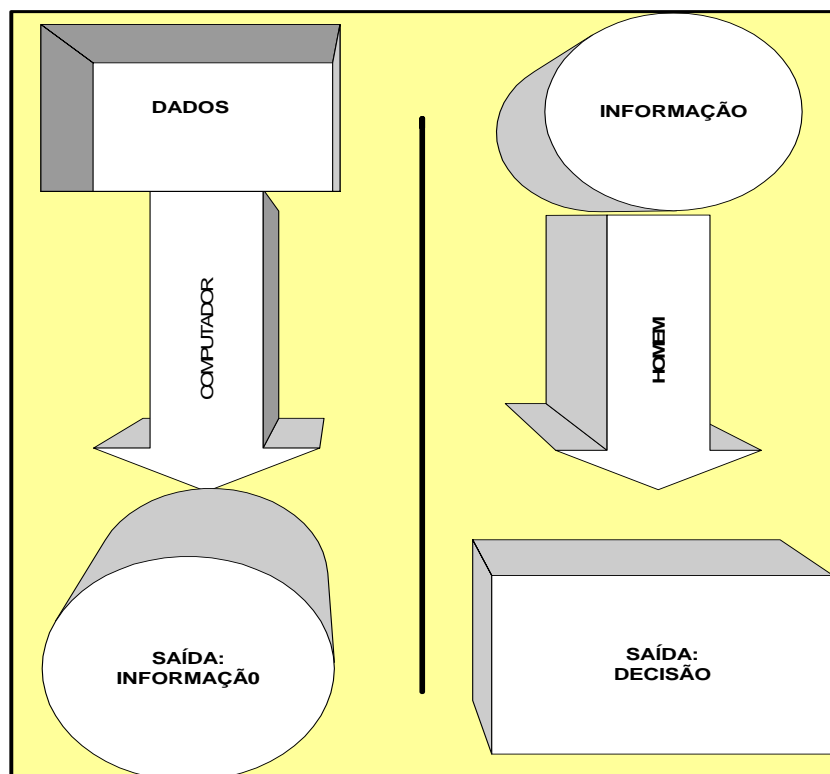 DADOS
COMPUTADOR
SAÍDA:
INFORMAÇÃ0
INFORMAÇÃO
HOMEM
SAÍDA:
DECISÃO